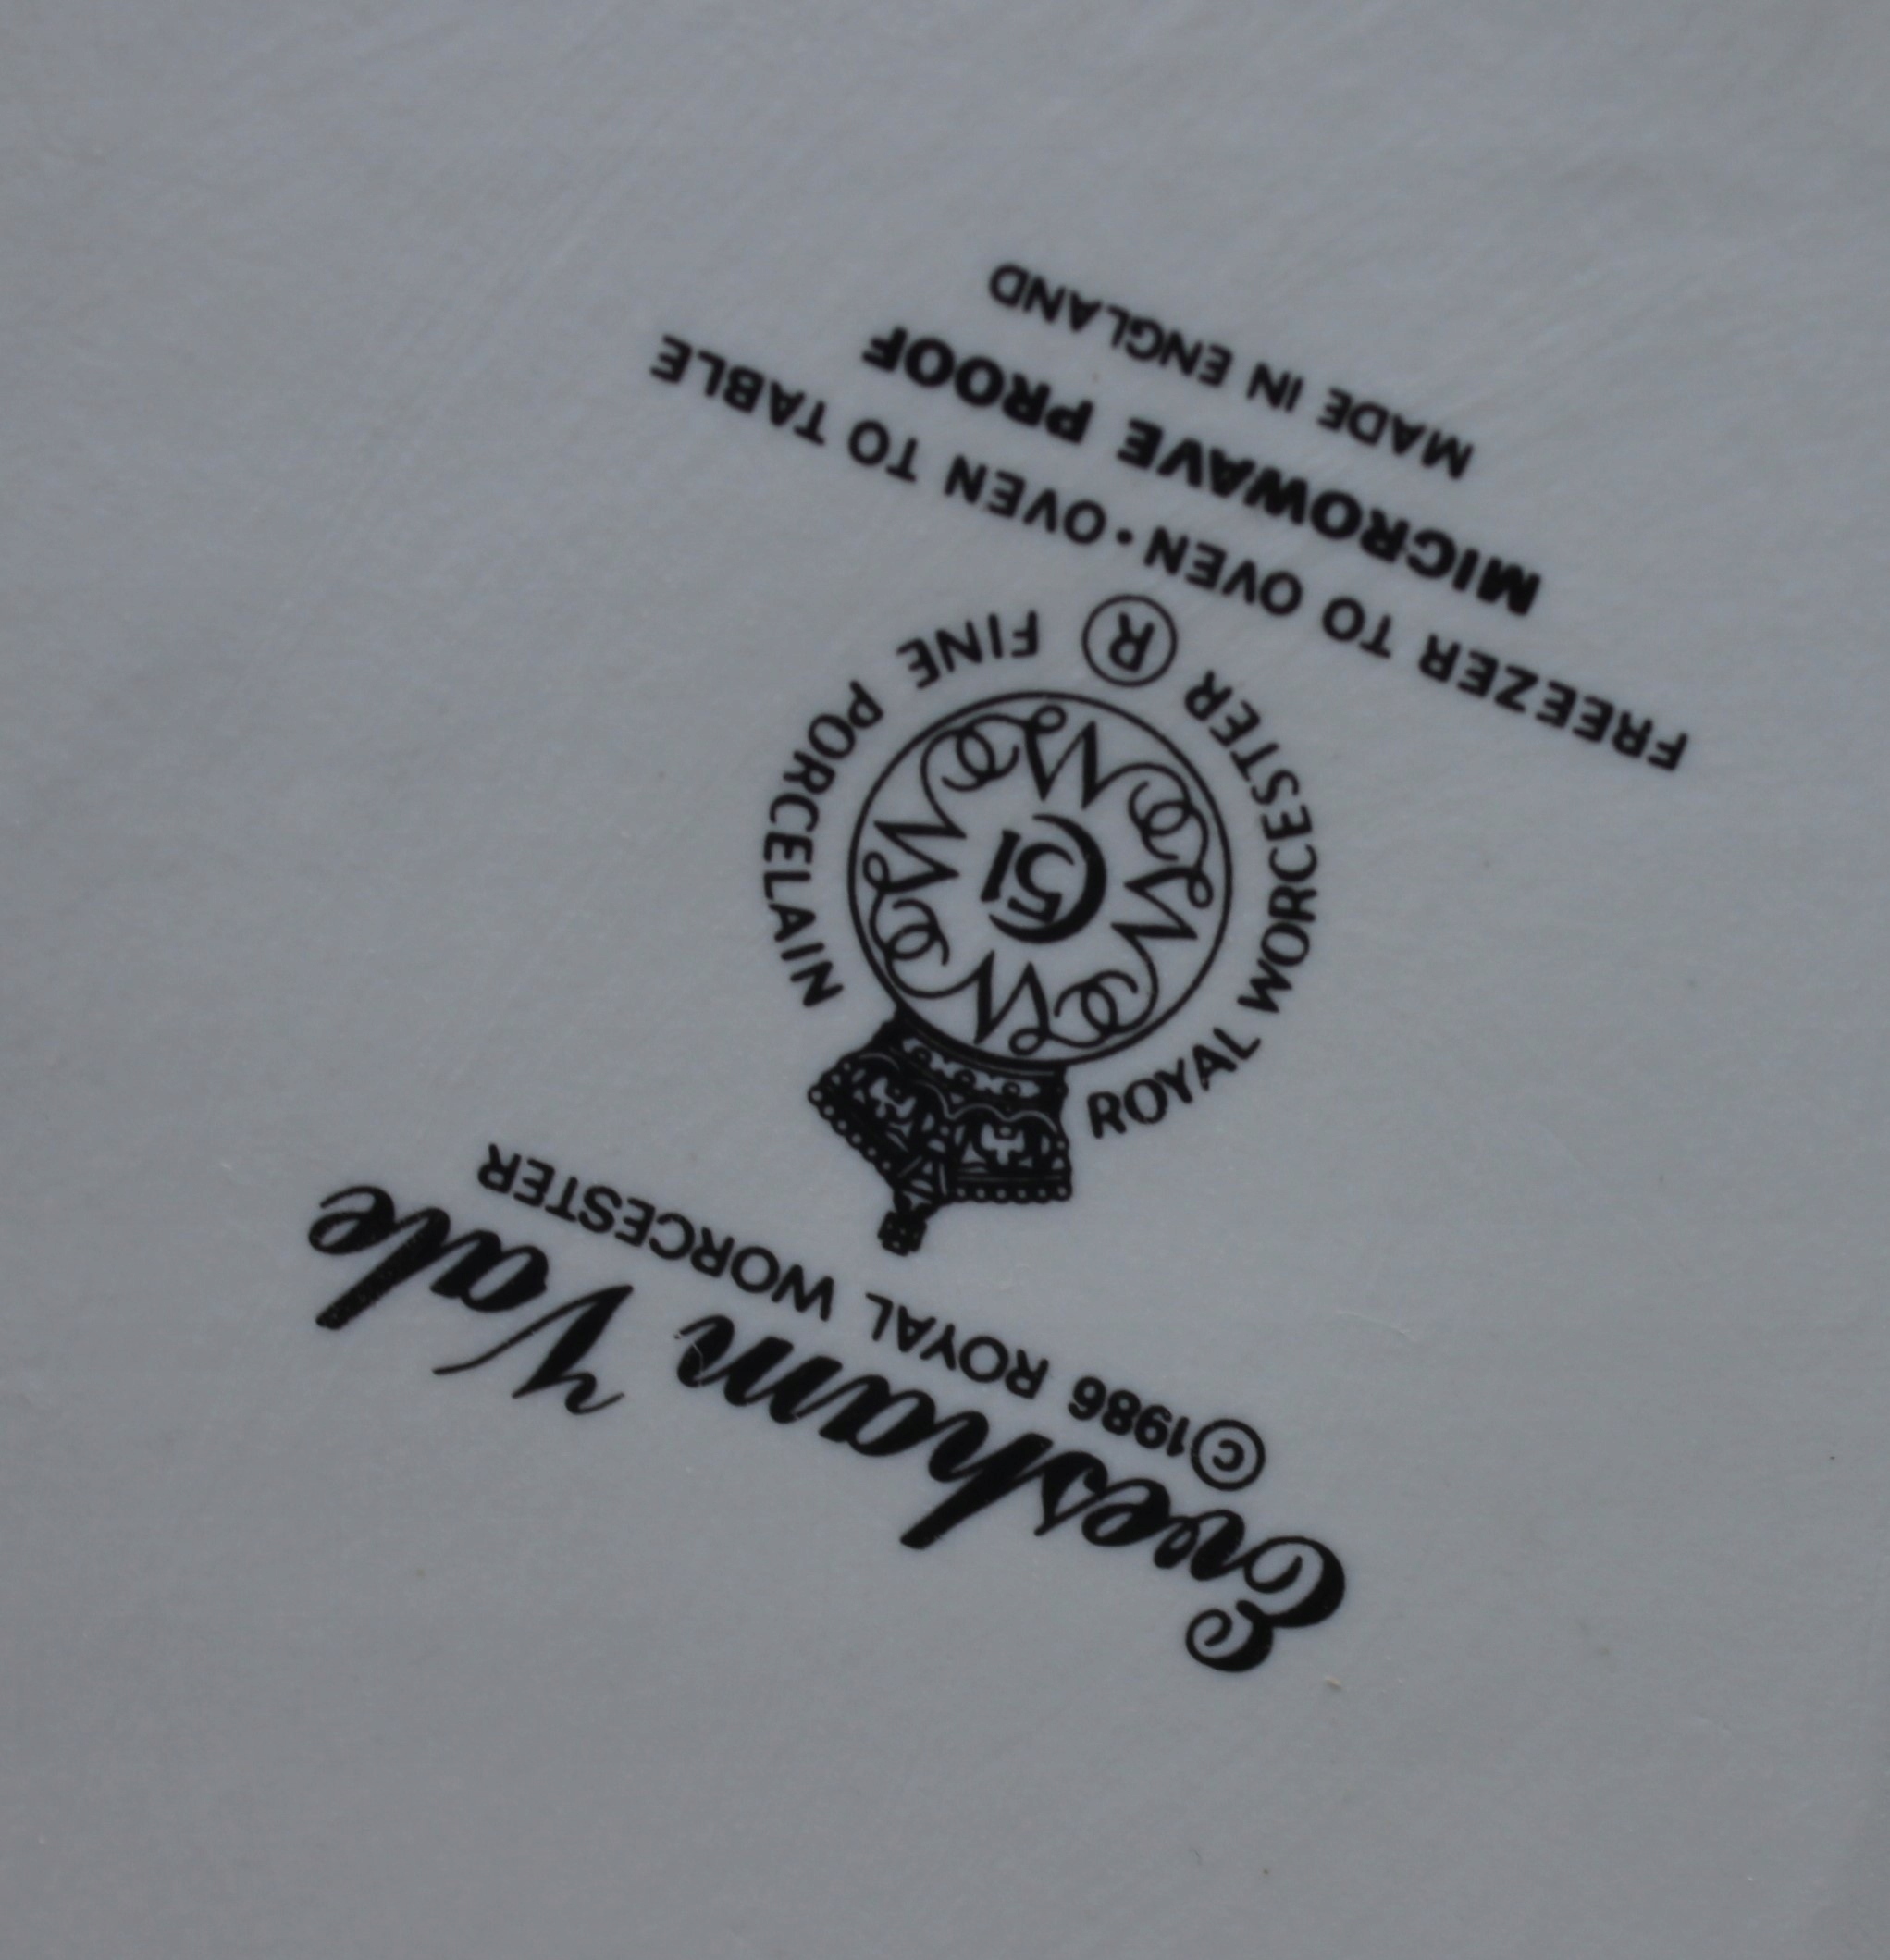 Evesham Vale
©1986 ROYAL WORCESTER
ROYAL WORCESTER ® FINE PORCELAIN
51
FREEZER TO OVEN · OVEN TO TABLE
MICROWAVE PROOF
MADE IN ENGLAND